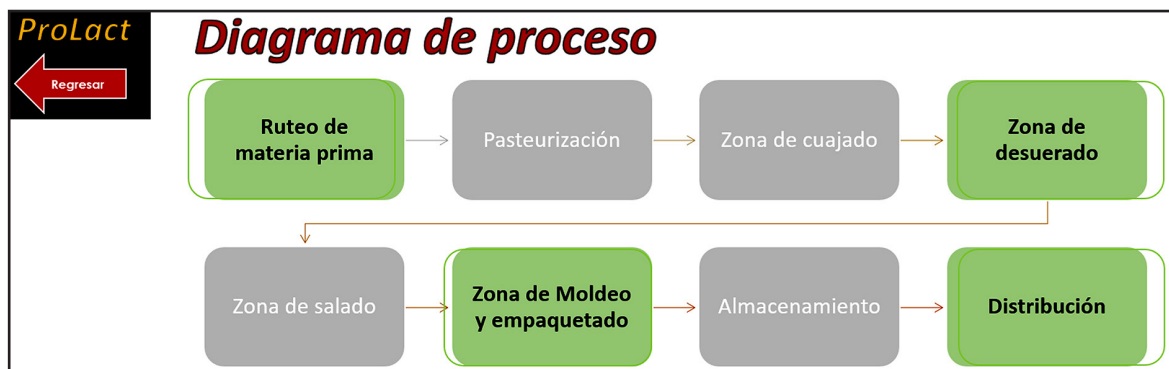 ProLact
Regresar
Diagrama de proceso
Ruteo de
materia prima
Pasteurización
Zona de cuajado
Zona de
desuerado
Zona de salado
Zona de Moldeo
y empaquetado
Almacenamiento
Distribución